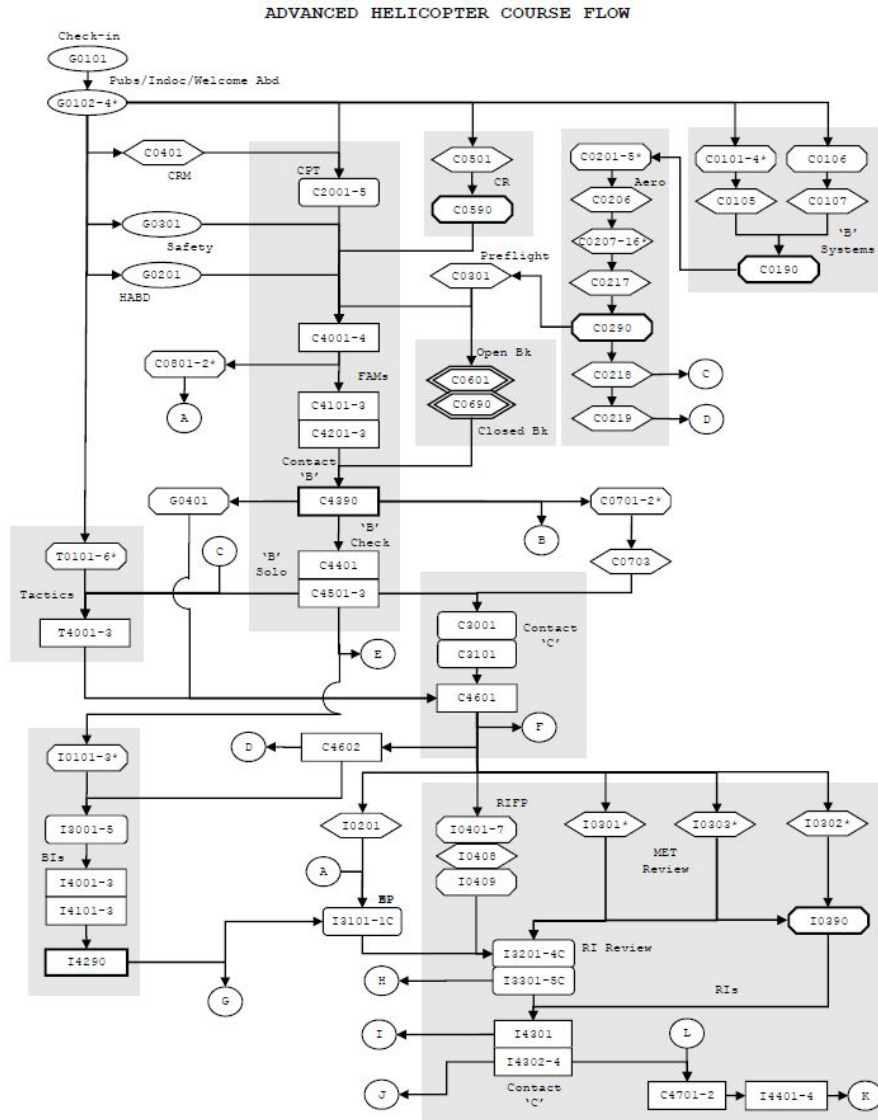 ADVANCED HELICOPTER COURSE FLOW
Check-in
G0101
Pubs/Indoc/Welcome Abd
G0102-4*
C0401
CRM
CPT
C2001-5
C0501
CR
C0590
C0201-5*
Aero
C0206
C0207-16*
C0217
C0290
C0218
C
C0219
D
C0101-4*
C0106
C0105
C0107
'B'
Systems
C0190
G0301
Safety
G0201
HABD
Preflight
C0301
C4001-4
C0801-2*
A
FAMs
C4101-3
C4201-3
Open Bk
C0601
C0690
Closed Bk
Contact
'B'
G0401
C4390
B
C0701-2*
C0703
'B'
Check
'B'
Solo
C4401
C4501-3
T0101-6*
C
Tactics
T4001-3
E
C3001
Contact
'C'
C3101
C4601
F
I0101-3*
D
C4602
I3001-5
BIs
I4001-3
I4101-3
I4290
G
I0201
A
I3101-1C
RIFP
I0401-7
I0408
I0409
I0301*
I0303*
I0302*
MET
Review
I0390
I3201-4C
RI Review
H
I3301-5C
RIs
I
I4301
L
I4302-4
J
Contact
'C'
C4701-2
I4401-4
K